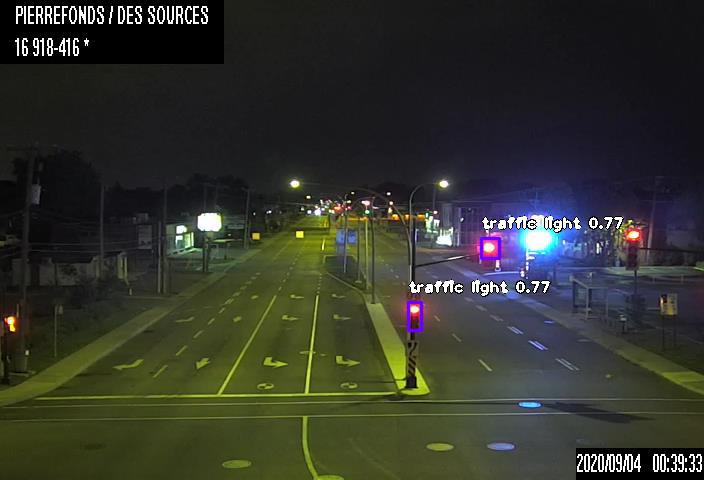 PIERREFONDS / DES SOURCES
16 918-416 *
traffic light 0.77
traffic light 0.77
2020/09/04 00:39:33